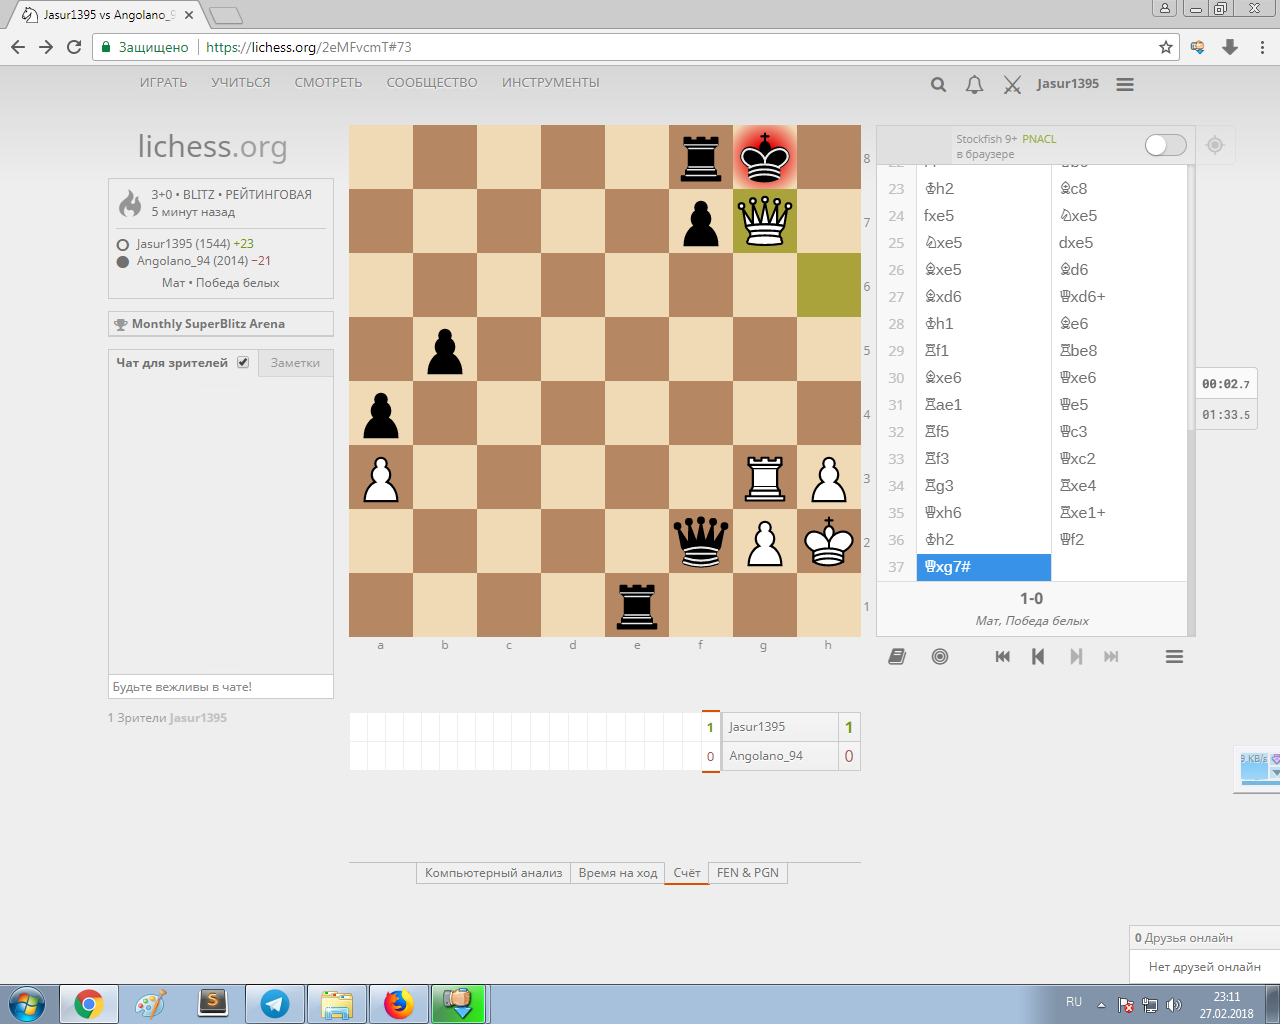 Jasur1395 vs Angolano_9
Защищено https://lichess.org/2eMFvcmT#73
ИГРАТЬ УЧИТЬСЯ СМОТРЕТЬ СООБЩЕСТВО ИНСТРУМЕНТЫ Jasur1395
lichess.org
3+0 • BLITZ • РЕЙТИНГОВАЯ
5 минут назад
Jasur1395 (1544) +23
Angolano_94 (2014) −21
Мат • Победа белых
Monthly SuperBlitz Arena
Чат для зрителей Заметки
Будьте вежливы в чате!
1 Зрители Jasur1395
8
7
6
5
4
3
2
1
a b c d e f g h
Stockfish 9+ PNACL
в браузере
23 ♔h2 ♗c8
24 fxe5 ♘xe5
25 ♘xe5 dxe5
26 ♗xe5 ♗d6
27 ♗xd6 ♕xd6+
28 ♔h1 ♗e6
29 ♖f1 ♖be8
30 ♗xe6 ♕xe6
31 ♖ae1 ♕e5
32 ♖f5 ♕c3
33 ♖f3 ♕xc2
34 ♖g3 ♖xe4
35 ♕xh6 ♖xe1+
36 ♔h2 ♕f2
37 ♕xg7#
1-0
Мат, Победа белых
00:02.7
01:33.5
1 Jasur1395 1
0 Angolano_94 0
9 KB/s
Компьютерный анализ Время на ход Счёт FEN & PGN
0 Друзья онлайн
Нет друзей онлайн
RU
23:11
27.02.2018